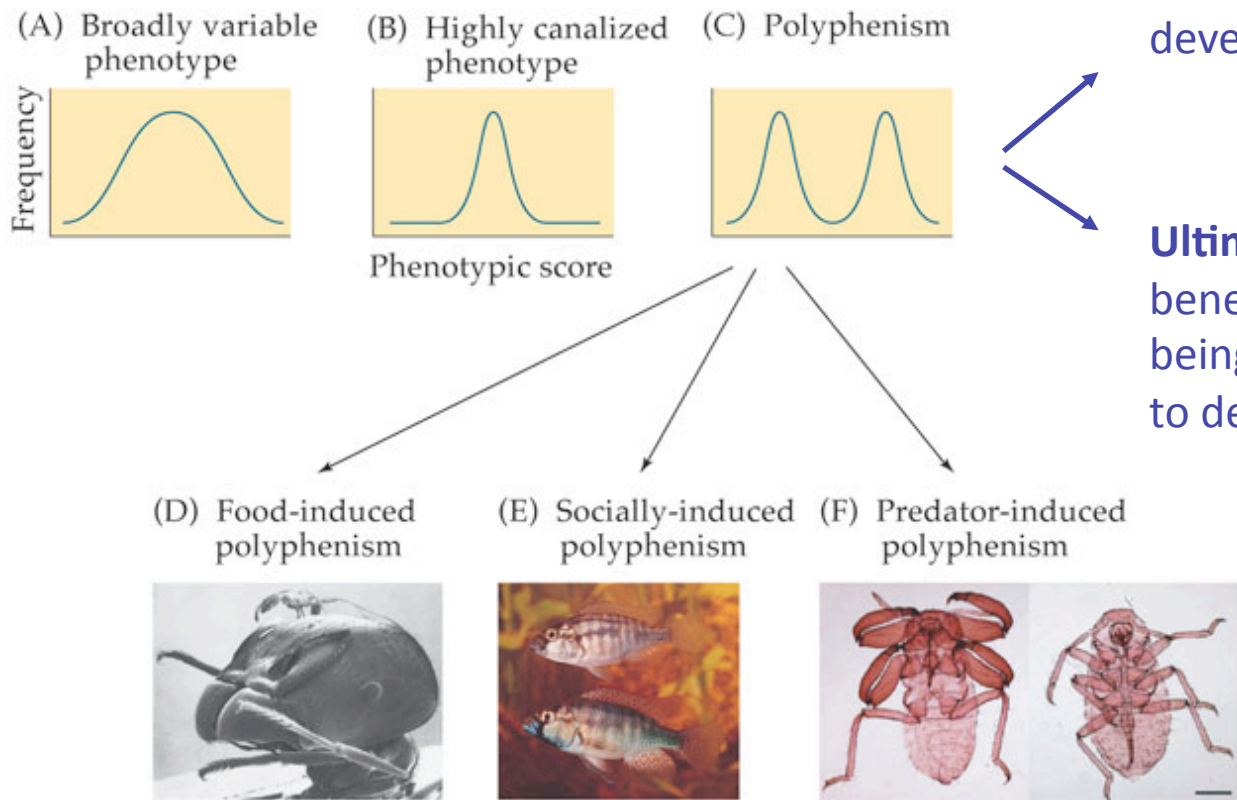 (A) Broadly variable
phenotype
(B) Highly canalized
phenotype
(C) Polyphenism
Frequency
Phenotypic score
(D) Food-induced
polyphenism
(E) Socially-induced
polyphenism
(F) Predator-induced
polyphenism
deve
Ultin
bene
being
to de